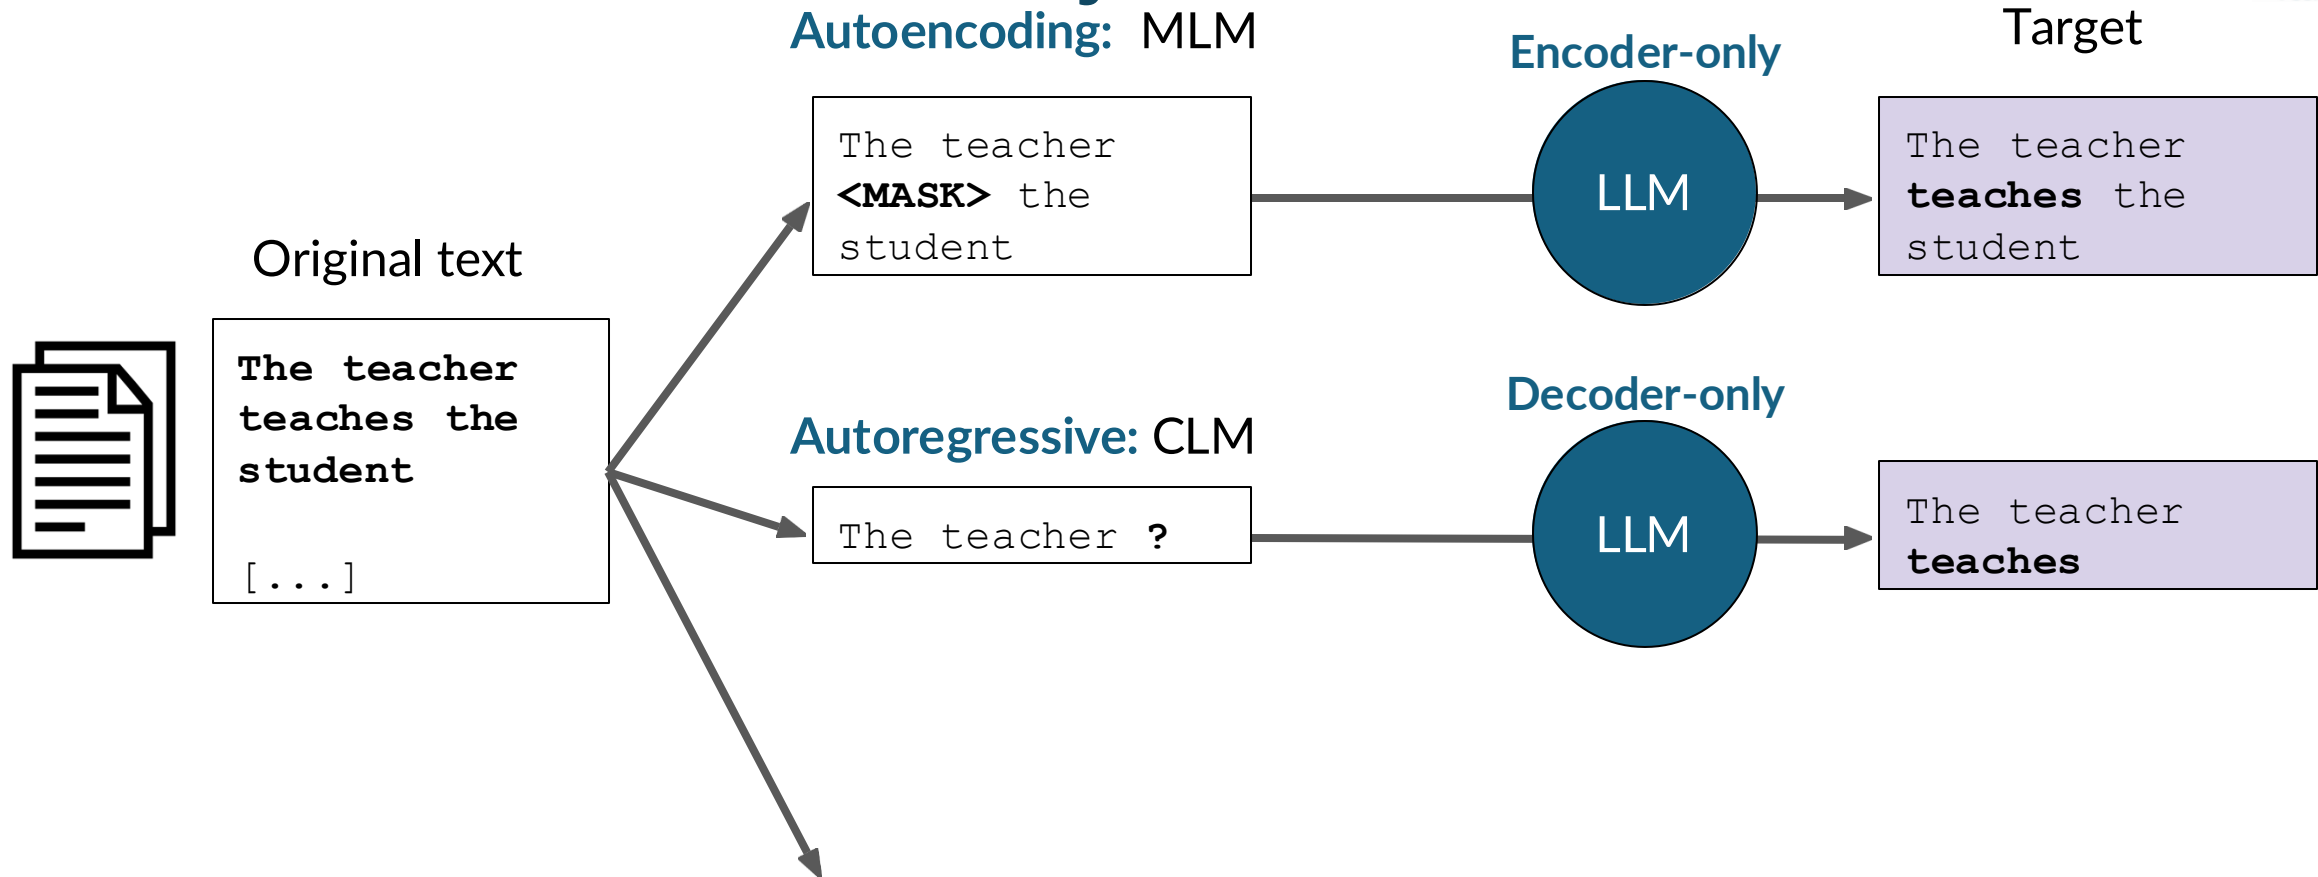 Autoencoding: MLM
Encoder-only
Target
The teacher
<MASK> the
student
LLM
The teacher
teaches the
student
Original text
The teacher
teaches the
student
[...]
Autoregressive: CLM
Decoder-only
The teacher ?
LLM
The teacher
teaches